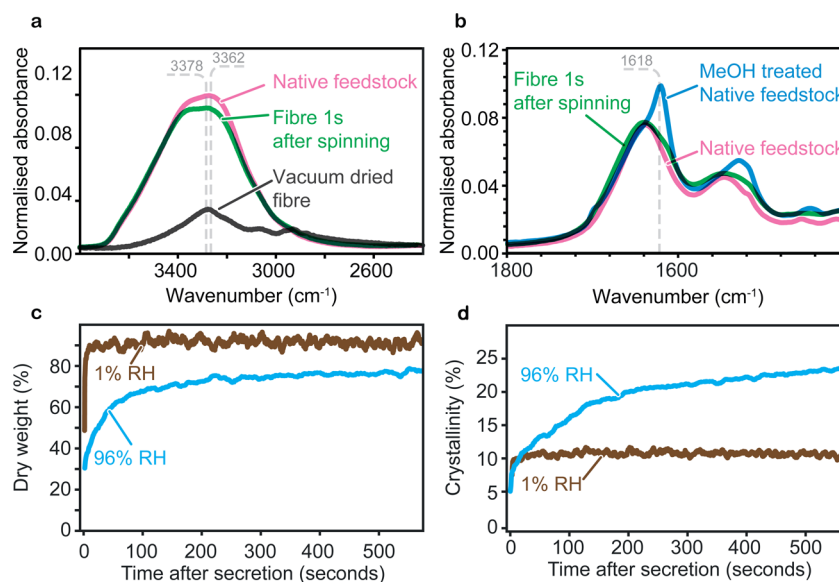 a
3378
3362
Native feedstock
Fibre 1s
after spinning
Vacuum dried
fibre
Normalised absorbance
0.12
0.08
0.04
0.00
3400
3000
2600
Wavenumber (cm⁻¹)
b
1618
MeOH treated
Native feedstock
Fibre 1s
after spinning
Native feedstock
Normalised absorbance
0.12
0.08
0.04
0.00
1800
1600
Wavenumber (cm⁻¹)
c
1% RH
96% RH
Dry weight (%)
80
60
40
20
0
0
100
200
300
400
500
Time after secretion (seconds)
d
96% RH
1% RH
Crystallinity (%)
25
20
15
10
5
0
0
100
200
300
400
500
Time after secretion (seconds)